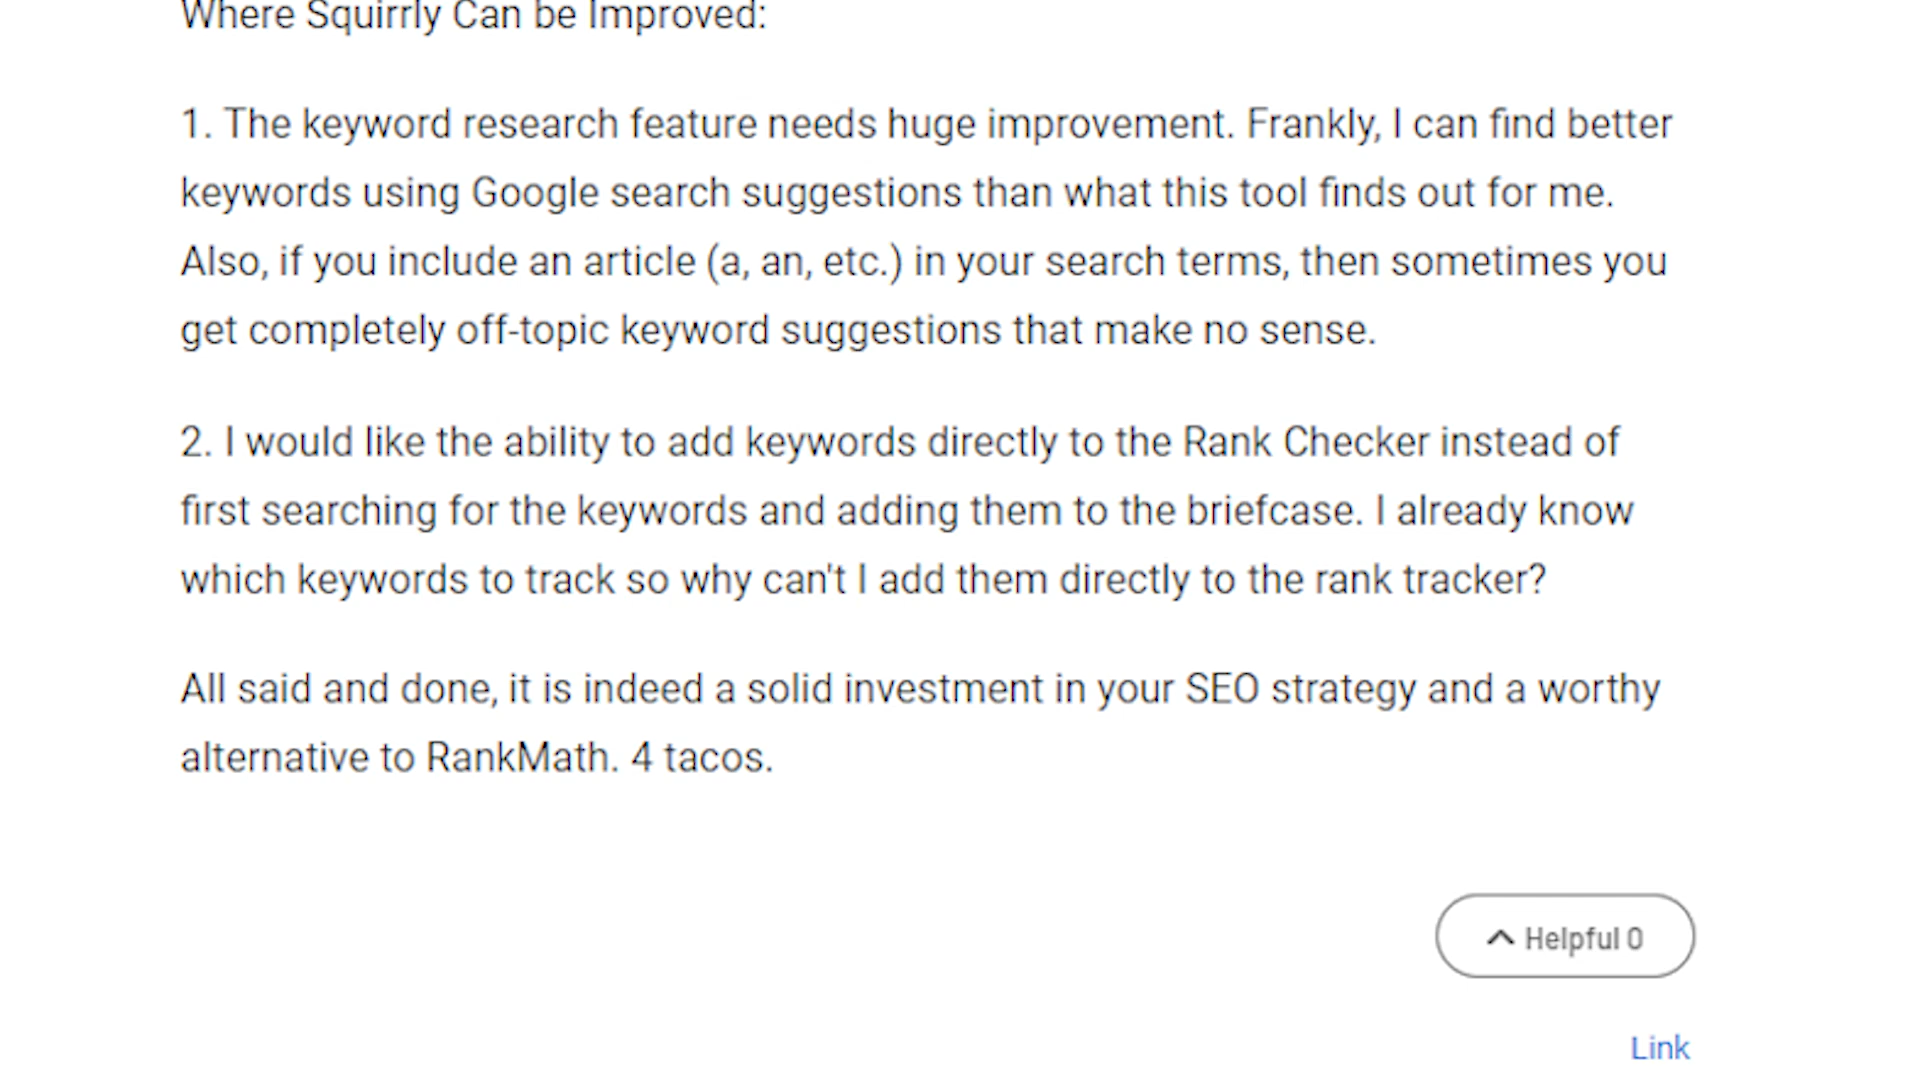 Where Squirrly Can be Improved:
1. The keyword research feature needs huge improvement. Frankly, I can find better
keywords using Google search suggestions than what this tool finds out for me.
Also, if you include an article (a, an, etc.) in your search terms, then sometimes you
get completely off-topic keyword suggestions that make no sense.
2. I would like the ability to add keywords directly to the Rank Checker instead of
first searching for the keywords and adding them to the briefcase. I already know
which keywords to track so why can't I add them directly to the rank tracker?
All said and done, it is indeed a solid investment in your SEO strategy and a worthy
alternative to RankMath. 4 tacos.
Helpful 0
Link